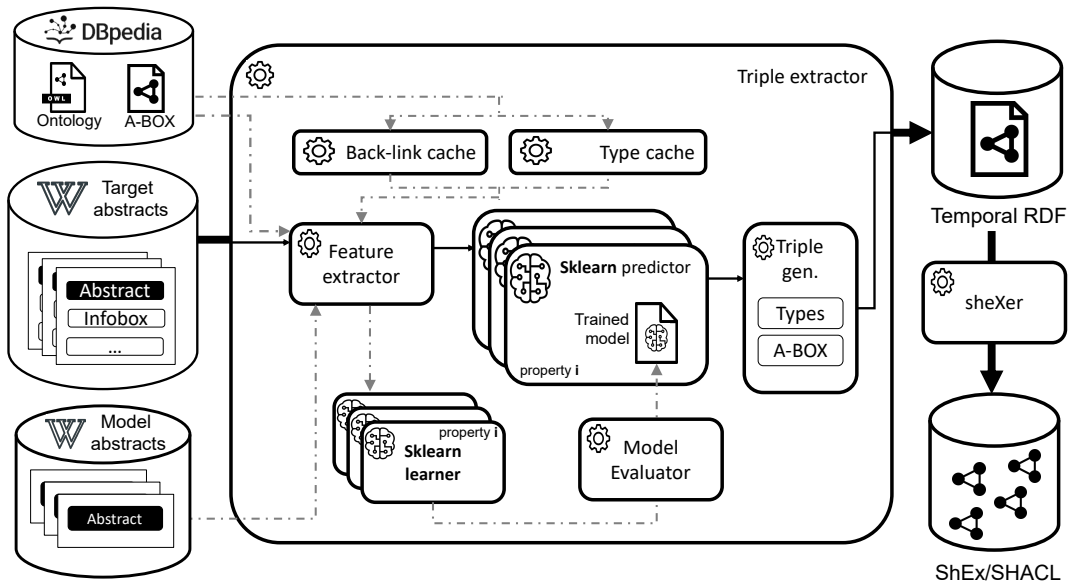 DBpedia
OWL
Ontology
A-BOX
Triple extractor
Back-link cache
Type cache
W
Target
abstracts
Abstract
Infobox
...
Feature
extractor
Sklearn predictor
Trained
model
property i
Triple
gen.
Types
A-BOX
Temporal RDF
sheXer
W
Model
abstracts
Abstract
property i
Sklearn
learner
Model
Evaluator
ShEx/SHACL